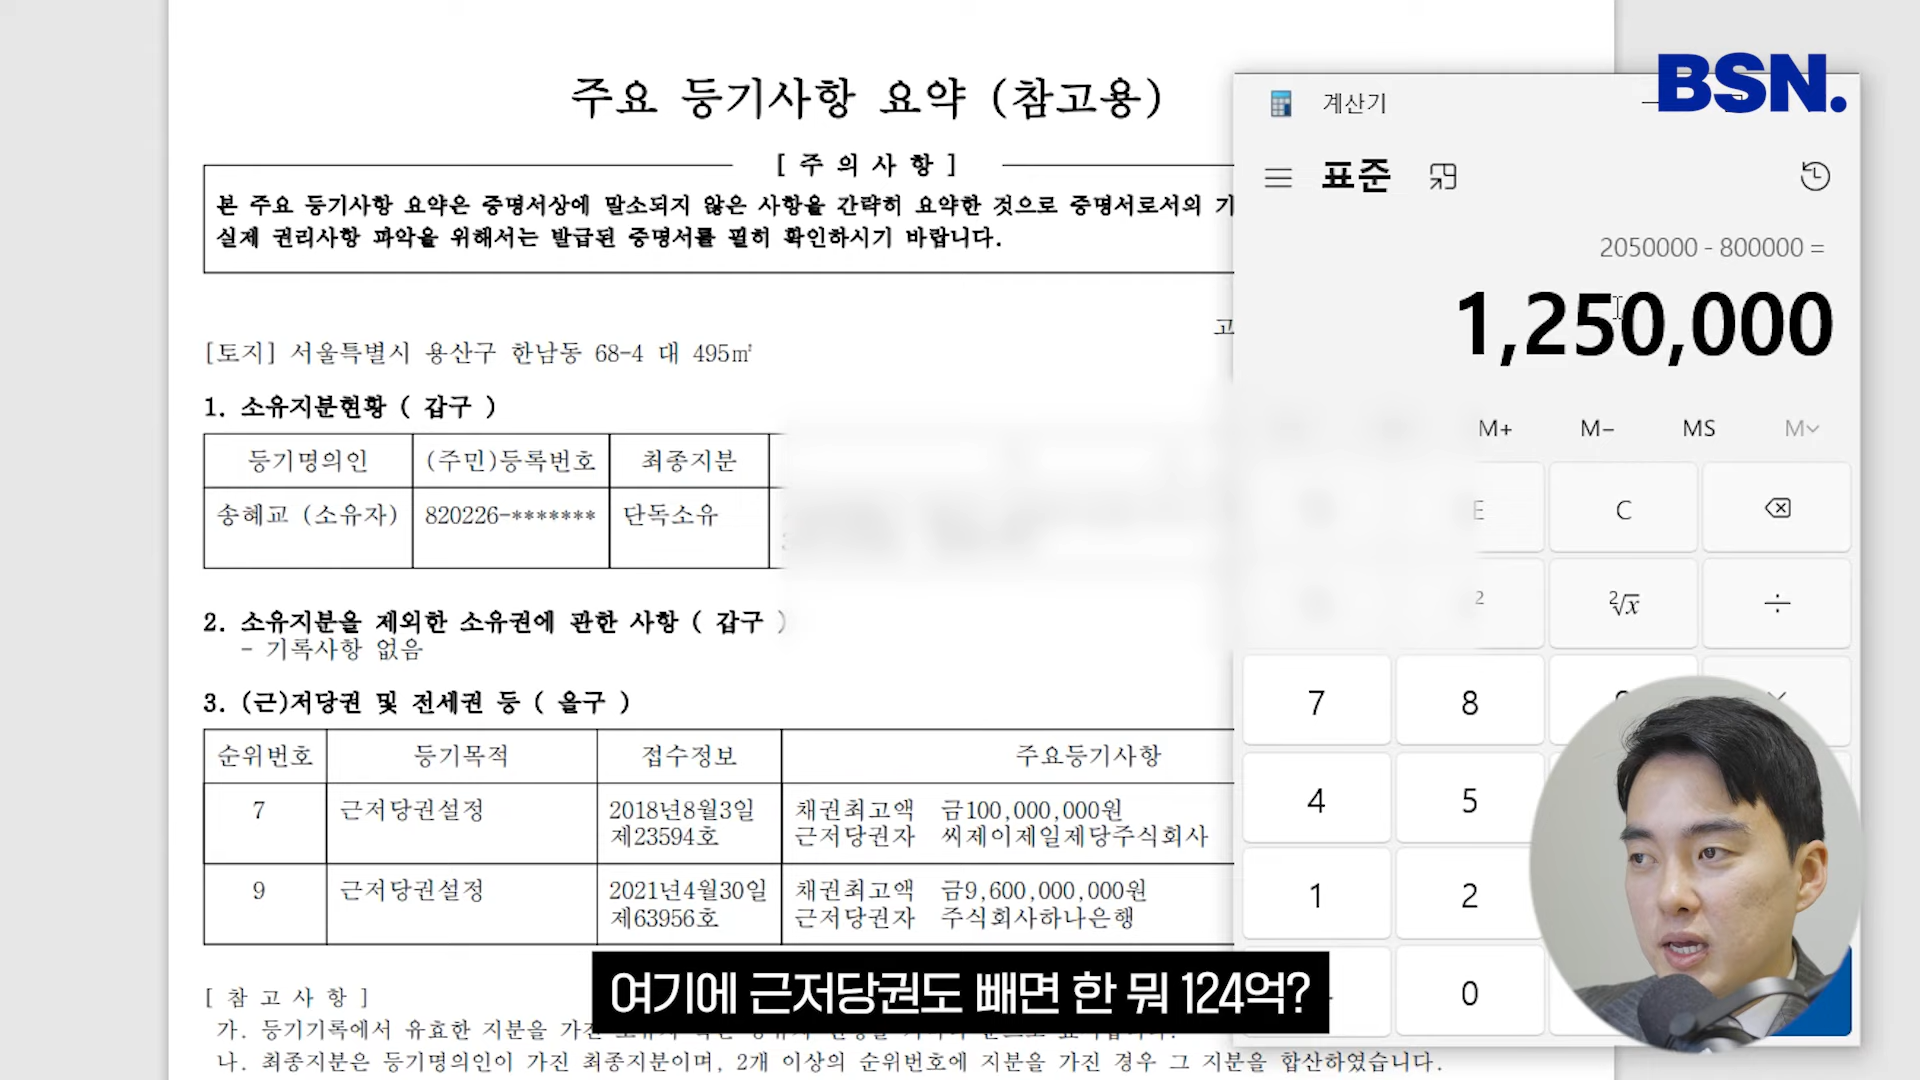 BSN.
주요 등기사항 요약 (참고용)
[ 주 의 사 항 ]
본 주요 등기사항 요약은 증명서상에 말소되지 않은 사항을 간략히 요약한 것으로 증명서로서의 기
실제 권리사항 파악을 위해서는 발급된 증명서를 필히 확인하시기 바랍니다.
고
[토지] 서울특별시 용산구 한남동 68-4 대 495㎡
1. 소유지분현황 ( 갑구 )
등기명의인 (주민)등록번호 최종지분
송혜교 (소유자) 820226-******* 단독소유
2. 소유지분을 제외한 소유권에 관한 사항 ( 갑구 )
- 기록사항 없음
3. (근)저당권 및 전세권 등 ( 을구 )
순위번호 등기목적 접수정보 주요등기사항
7 근저당권설정 2018년8월3일 채권최고액 금100,000,000원
제23594호 근저당권자 씨제이제일제당주식회사
9 근저당권설정 2021년4월30일 채권최고액 금9,600,000,000원
제63956호 근저당권자 주식회사하나은행
[ 참 고 사 항 ]
가. 등기기록에서 유효한 지분을 가진
나. 최종지분은 등기명의인이 가진 최종지분이며, 2개 이상의 순위번호에 지분을 가진 경우 그 지분을 합산하였습니다.
계산기
표준
2050000 - 800000 =
1,250,000
M+ M- MS M
C
²√x ÷
7 8
4 5
1 2
0
여기에 근저당권도 빼면 한 뭐 124억?